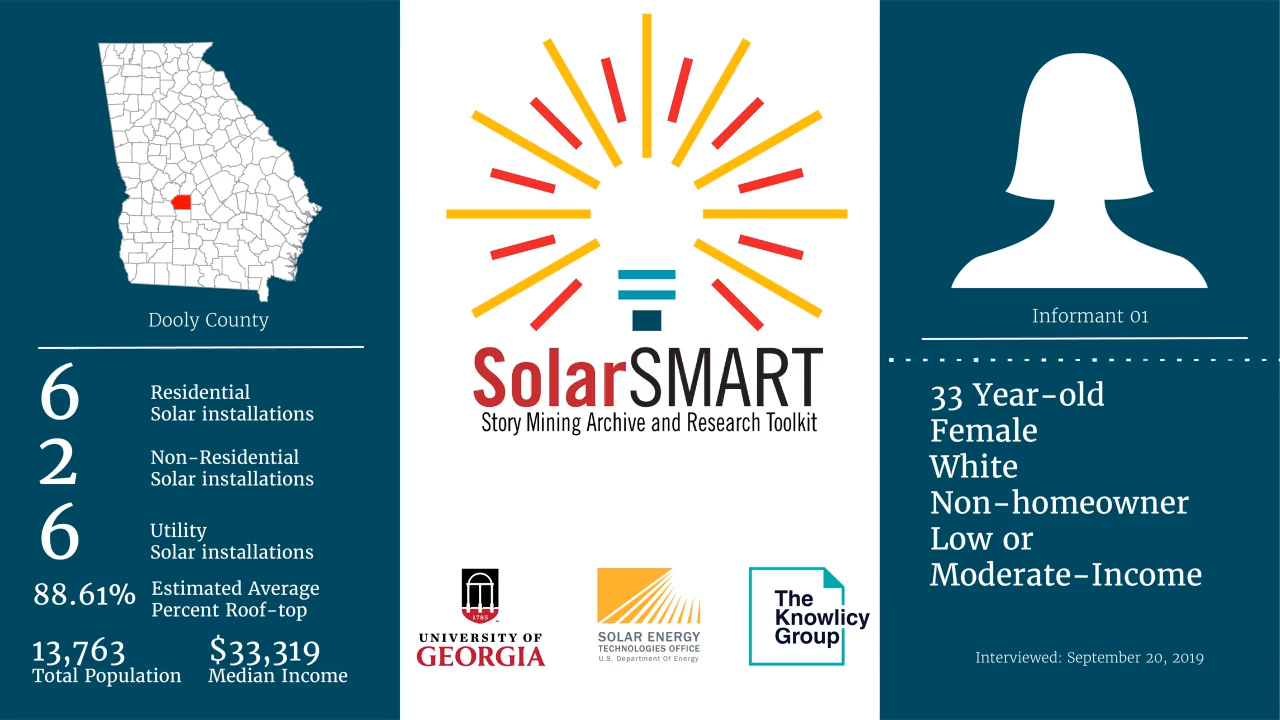 Dooly County
6
Residential
Solar installations
2
Non-Residential
Solar installations
6
Utility
Solar installations
88.61%
Estimated Average
Percent Roof-top
13,763
Total Population
$33,319
Median Income
SolarSMART
Story Mining Archive and Research Toolkit
1785
UNIVERSITY OF
GEORGIA
SOLAR ENERGY
TECHNOLOGIES OFFICE
U.S. Department Of Energy
The
Knowlicy
Group
Informant 01
33 Year-old
Female
White
Non-homeowner
Low or
Moderate-Income
Interviewed: September 20, 2019